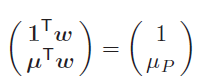 ( 𝟏ᵀ𝒘 ) = ( 1 )
( 𝝁ᵀ𝒘 ) ( μ_P )